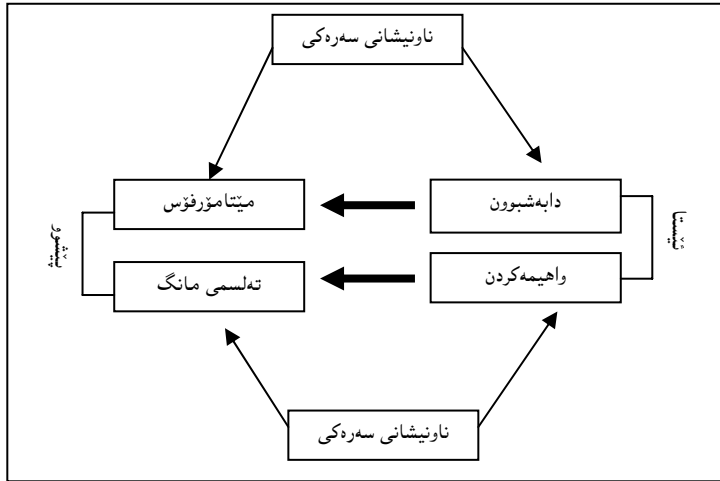 ناونیشانی سەرەکی
دابەشبوون
مێتامۆرفۆس
ئێستا
پێشوو
واهیمەکردن
تەلسمی مانگ
ناونیشانی سەرەکی